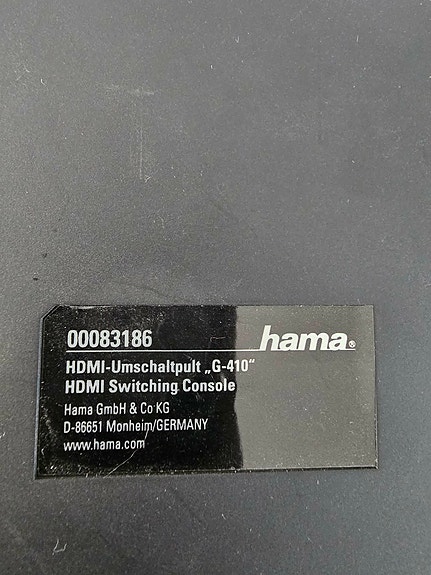 00083186 hama®
HDMI-Umschaltpult „G-410“
HDMI Switching Console
Hama GmbH & Co KG
D-86651 Monheim/GERMANY
www.hama.com